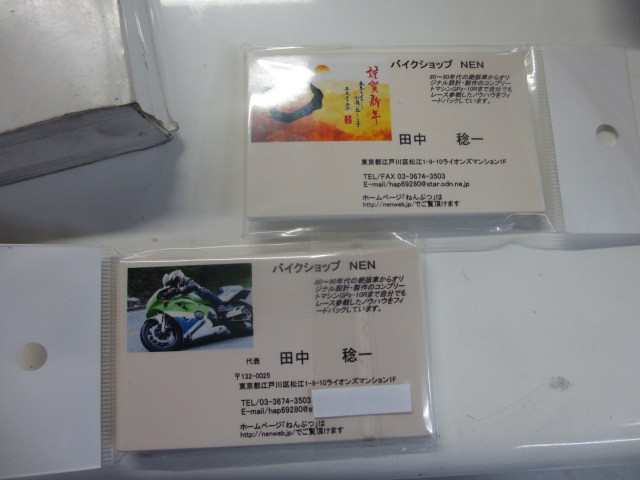 バイクショップ NEN
謹賀新年
80~90年代の絶版車からオリ
ジナル設計・製作のコンプリー
トマシンGPz-10Rまで自分でも
レース参戦したノウハウをフィ
ードバックしています。
田中 稔一
東京都江戸川区松江1-9-10ライオンズマンション1F
TEL/FAX 03-3674-3503
E-mail/hap69280@star.odn.ne.jp
ホームページ「ねんぶつ」は
http://nenweb.jp/でご覧頂けます
バイクショップ NEN
80~90年代の絶版車からオリ
ジナル設計・製作のコンプリー
トマシンGPz-10Rまで自分でも
レース参戦したノウハウをフィ
ードバックしています。
代表 田中 稔一
〒132-0025
東京都江戸川区松江1-9-10ライオンズマンション1F
TEL/03-3674-3503
E-mail/hap69280@s
ホームページ「ねんぶつ」は
http://nenweb.jp/でご覧頂けます